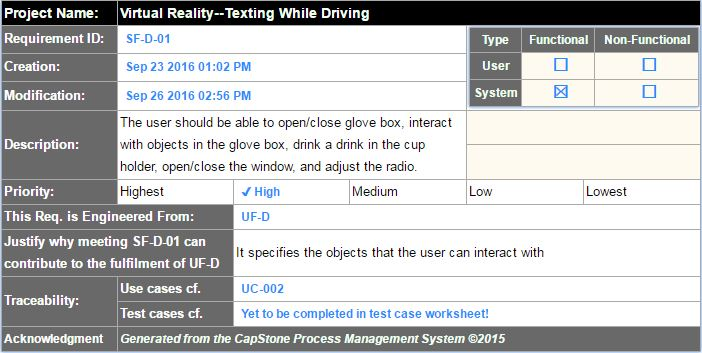 Project Name: Virtual Reality--Texting While Driving
Requirement ID: SF-D-01
Type Functional Non-Functional
Creation: Sep 23 2016 01:02 PM
User ☐ ☐
Modification: Sep 26 2016 02:56 PM
System ☒ ☐
Description:
The user should be able to open/close glove box, interact
with objects in the glove box, drink a drink in the cup
holder, open/close the window, and adjust the radio.
Priority: Highest ✔ High Medium Low Lowest
This Req. is Engineered From: UF-D
Justify why meeting SF-D-01 can
contribute to the fulfilment of UF-D
It specifies the objects that the user can interact with
Traceability:
Use cases cf. UC-002
Test cases cf. Yet to be completed in test case worksheet!
Acknowledgment Generated from the CapStone Process Management System ©2015